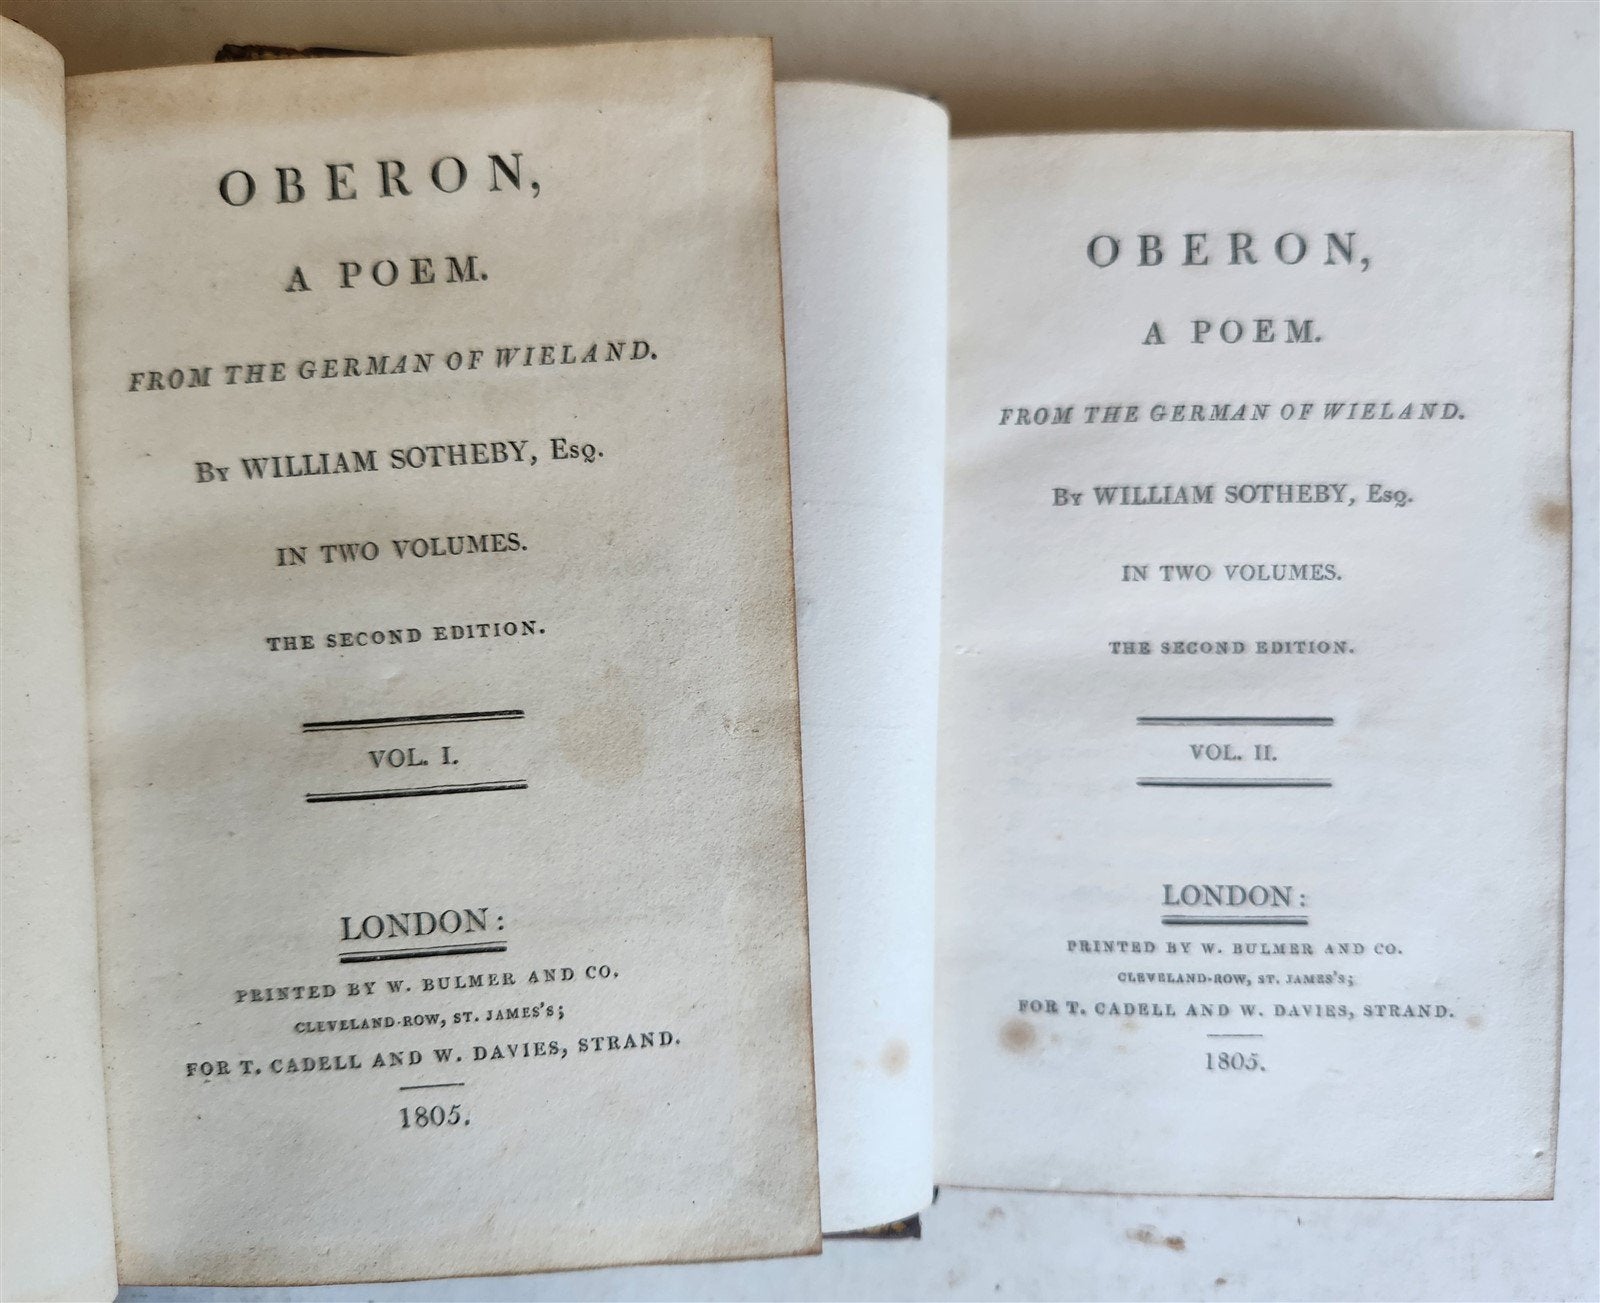 OBERON,
A POEM.
FROM THE GERMAN OF WIELAND.
By WILLIAM SOTHEBY, Esq.
IN TWO VOLUMES.
THE SECOND EDITION.
VOL. I.
LONDON:
PRINTED BY W. BULMER AND CO.
CLEVELAND-ROW, ST. JAMES'S;
FOR T. CADELL AND W. DAVIES, STRAND.
1805.
OBERON,
A POEM.
FROM THE GERMAN OF WIELAND.
By WILLIAM SOTHEBY, Esq.
IN TWO VOLUMES.
THE SECOND EDITION.
VOL. II.
LONDON:
PRINTED BY W. BULMER AND CO.
CLEVELAND-ROW, ST. JAMES'S;
FOR T. CADELL AND W. DAVIES, STRAND.
1805.